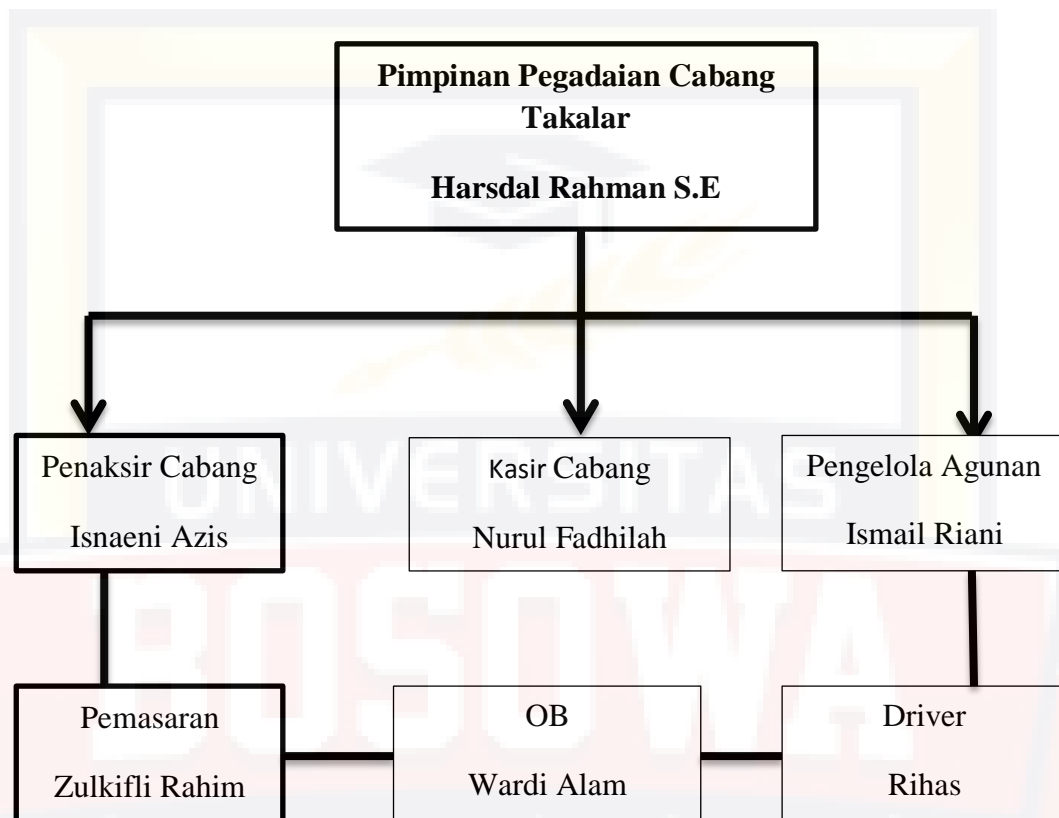 Pimpinan Pegadaian Cabang
Takalar
Harsdal Rahman S.E
Penaksir Cabang
Isnaeni Azis
Kasir Cabang
Nurul Fadhilah
Pengelola Agunan
Ismail Riani
UNIVERSITAS
BOSOWA
Pemasaran
Zulkifli Rahim
OB
Wardi Alam
Driver
Rihas